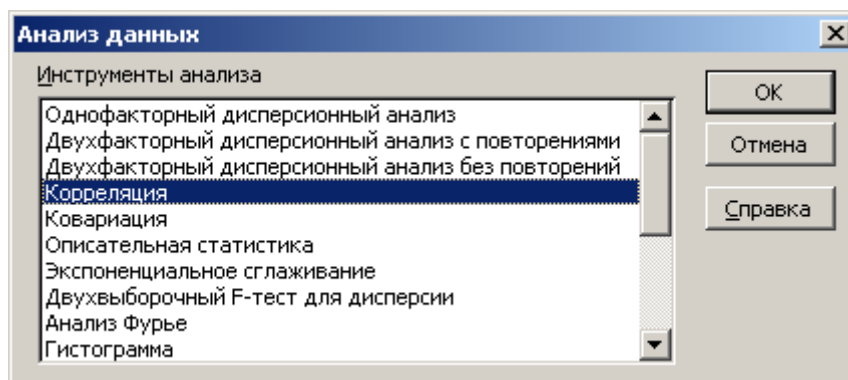 Анализ данных
Инструменты анализа
Однофакторный дисперсионный анализ
Двухфакторный дисперсионный анализ с повторениями
Двухфакторный дисперсионный анализ без повторений
Корреляция
Ковариация
Описательная статистика
Экспоненциальное сглаживание
Двухвыборочный F-тест для дисперсии
Анализ Фурье
Гистограмма
ОК
Отмена
Справка